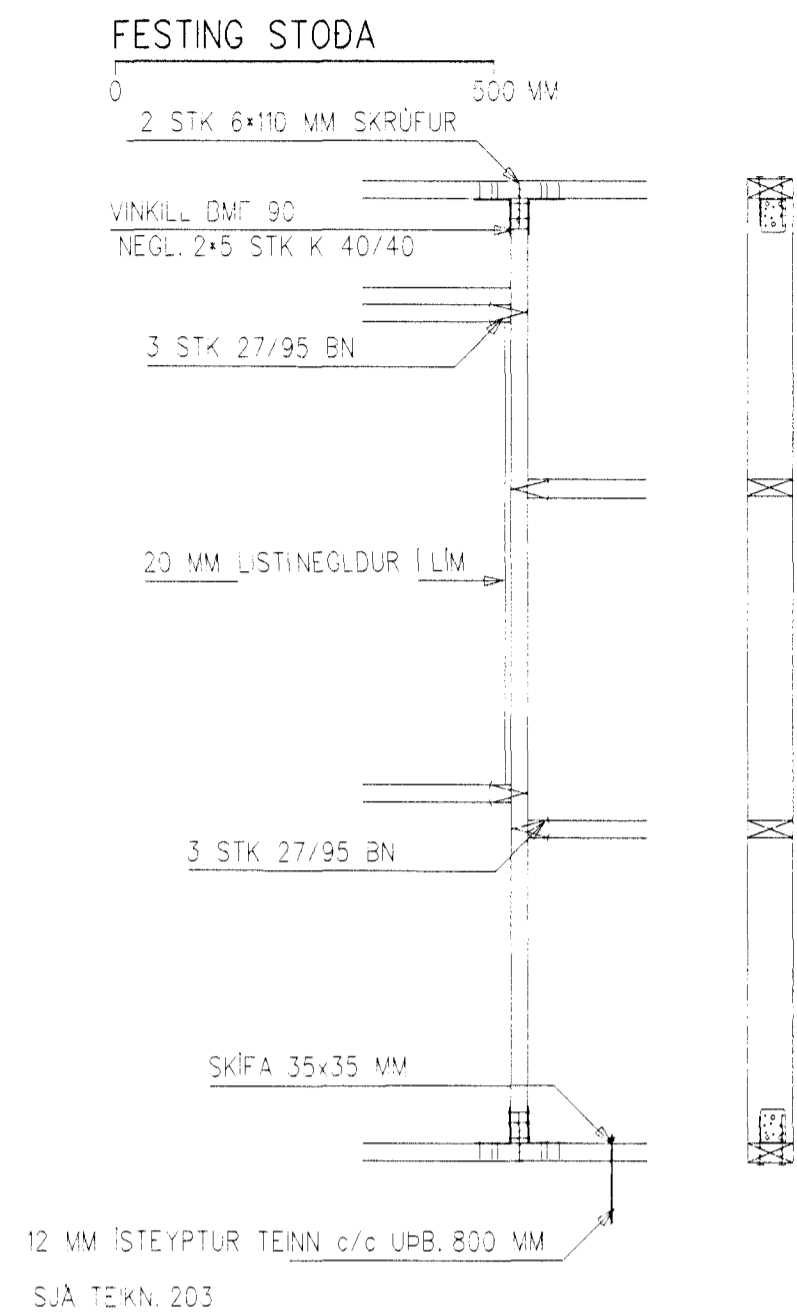 FESTING STOÐA
0 500 MM
2 STK 6*110 MM SKRÚFUR
VINKILL BMF 90
NEGL. 2*5 STK K 40/40
3 STK 27/95 BN
20 MM LISTI NEGLDUR Í LÍM
3 STK 27/95 BN
SKÍFA 35x35 MM
12 MM ÍSTEYPTUR TEINN c/c UÞB. 800 MM
SJÁ TEIKN. 203